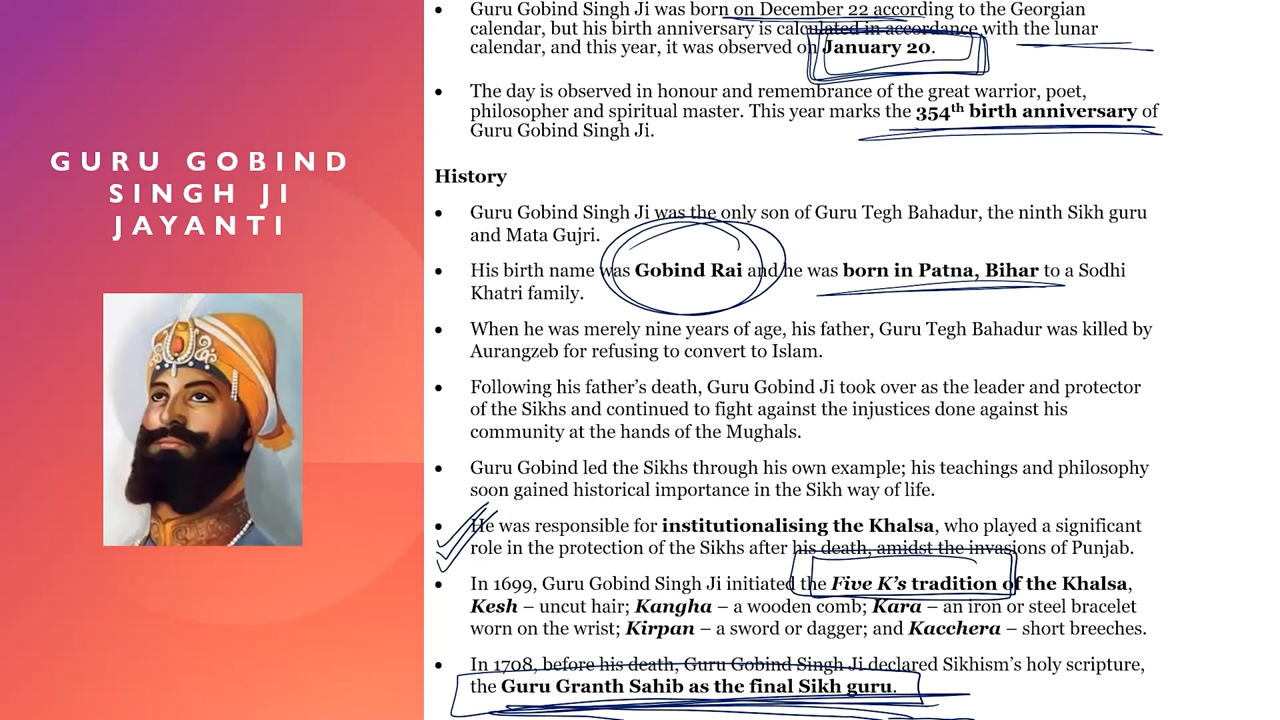 GURU GOBIND
SINGH JI
JAYANTI
• Guru Gobind Singh Ji was born on December 22 according to the Georgian
calendar, but his birth anniversary is calculated in accordance with the lunar
calendar, and this year, it was observed on January 20.
• The day is observed in honour and remembrance of the great warrior, poet,
philosopher and spiritual master. This year marks the 354th birth anniversary of
Guru Gobind Singh Ji.
History
• Guru Gobind Singh Ji was the only son of Guru Tegh Bahadur, the ninth Sikh guru
and Mata Gujri.
• His birth name was Gobind Rai and he was born in Patna, Bihar to a Sodhi
Khatri family.
• When he was merely nine years of age, his father, Guru Tegh Bahadur was killed by
Aurangzeb for refusing to convert to Islam.
• Following his father's death, Guru Gobind Ji took over as the leader and protector
of the Sikhs and continued to fight against the injustices done against his
community at the hands of the Mughals.
• Guru Gobind led the Sikhs through his own example; his teachings and philosophy
soon gained historical importance in the Sikh way of life.
• He was responsible for institutionalising the Khalsa, who played a significant
role in the protection of the Sikhs after his death, amidst the invasions of Punjab.
• In 1699, Guru Gobind Singh Ji initiated the Five K's tradition of the Khalsa,
Kesh – uncut hair; Kangha – a wooden comb; Kara – an iron or steel bracelet
worn on the wrist; Kirpan – a sword or dagger; and Kacchera – short breeches.
• In 1708, before his death, Guru Gobind Singh Ji declared Sikhism's holy scripture,
the Guru Granth Sahib as the final Sikh guru.